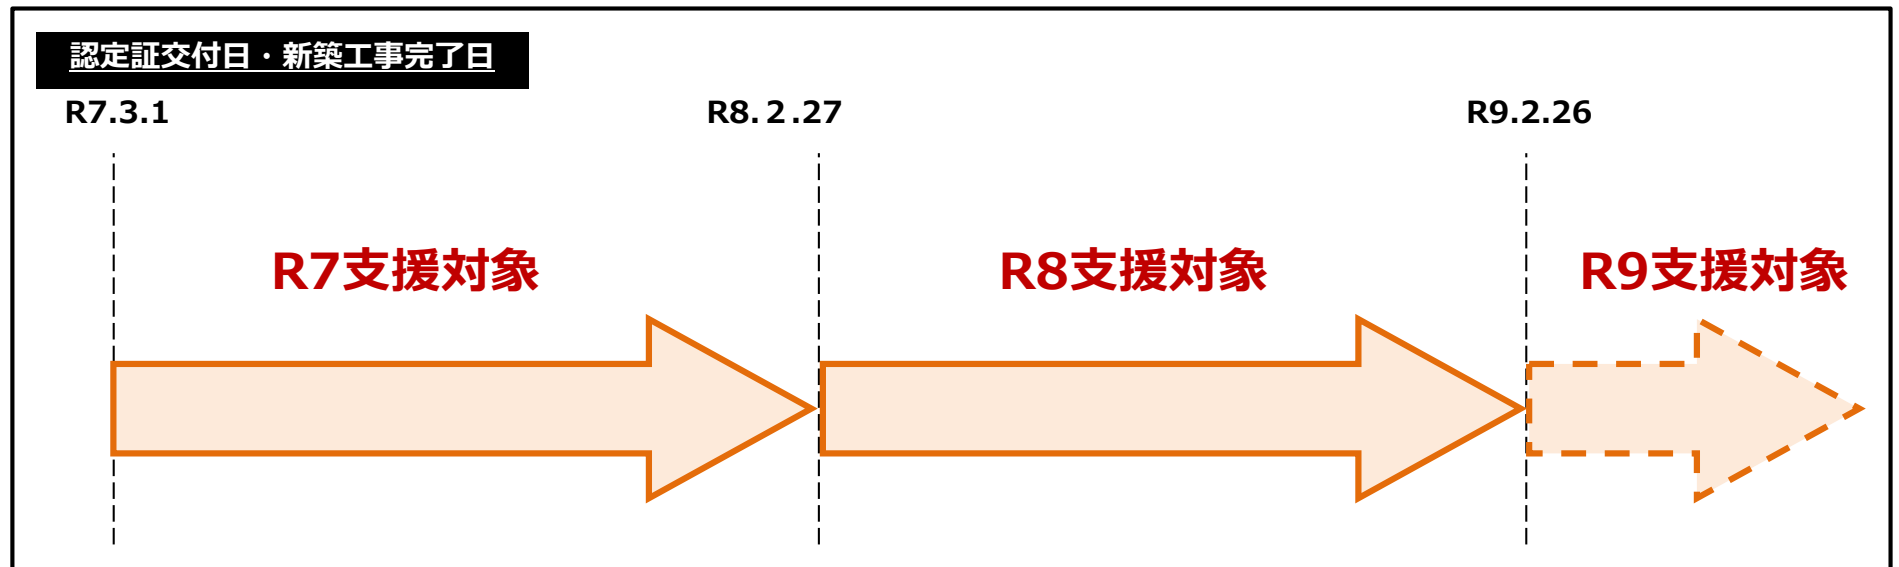 認定証交付日・新築工事完了日
R7.3.1
R8.２.27
R9.2.26
R7支援対象
R8支援対象
R9支援対象